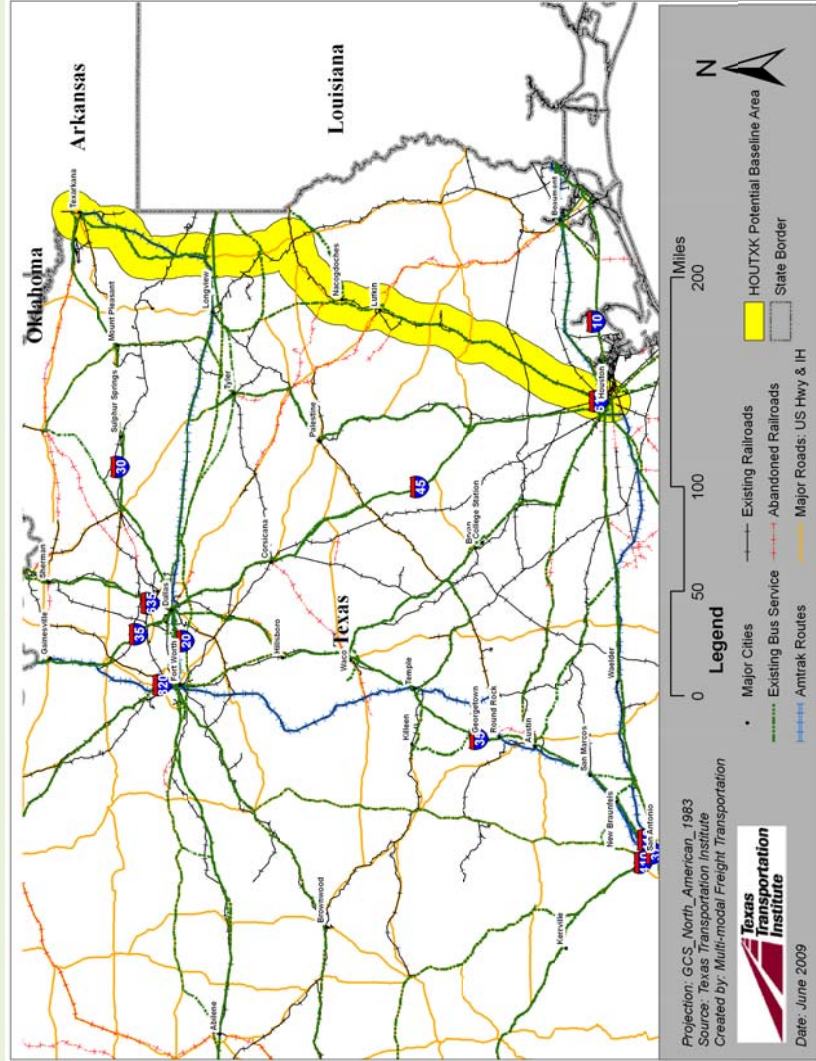 Oklahoma
Arkansas
Louisiana
Texas
Texarkana
Gainesville
Sherman
Mount Pleasant
Sulphur Springs
30
35
635
820
20
Dallas
Fort Worth
Longview
Tyler
Abilene
Hillsboro
Corsicana
Palestine
Nacogdoches
Lufkin
Brownwood
Waco
45
Killeen
Temple
Bryan
College Station
Georgetown
Round Rock
35
Austin
San Marcos
New Braunfels
Kerrville
San Antonio
Waelder
Houston
10
Beaumont
0
50
100
200
Miles
N
Legend
Major Cities
Existing Railroads
HOUTXK Potential Baseline Area
Existing Bus Service
Abandoned Railroads
State Border
Amtrak Routes
Major Roads: US Hwy & IH
Projection: GCS_North_American_1983
Source: Texas Transportation Institute
Created by: Multi-modal Freight Transportation
Texas
Transportation
Institute
Date: June 2009